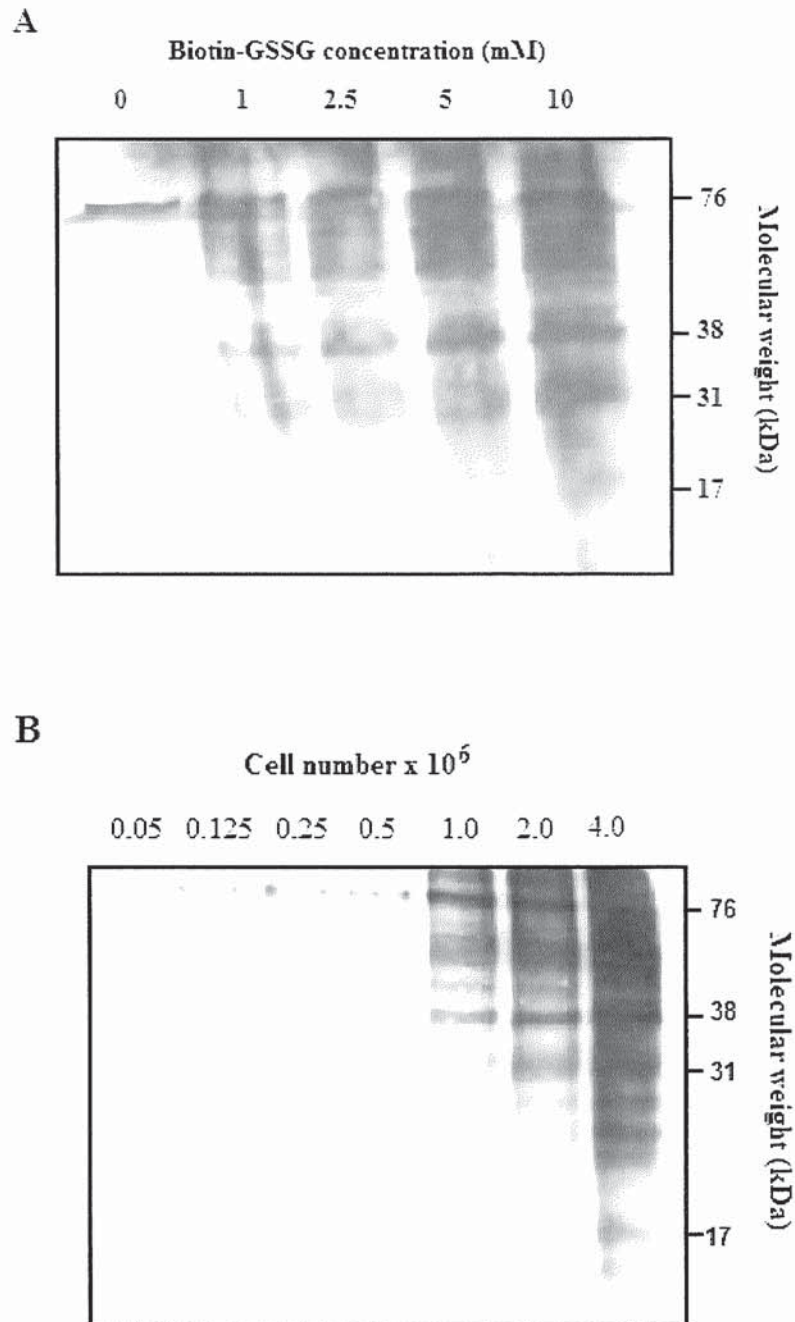 A
Biotin-GSSG concentration (mM)
0 1 2.5 5 10
76
38
31
17
Molecular weight (kDa)
B
Cell number x 10⁶
0.05 0.125 0.25 0.5 1.0 2.0 4.0
76
38
31
17
Molecular weight (kDa)